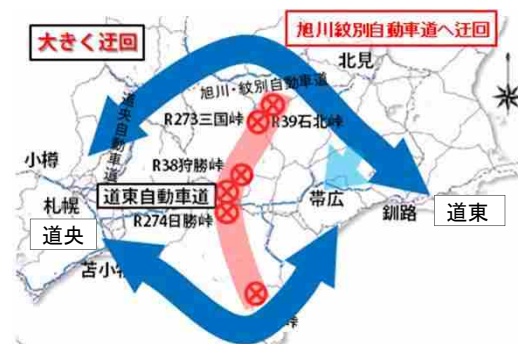 大きく迂回
旭川紋別自動車道へ迂回
北見
旭川・紋別自動車道
道央自動車道
R273三国峠
R39石北峠
小樽
R38狩勝峠
札幌
道東自動車道
帯広
道東
釧路
R274日勝峠
道央
苫小牧
峠